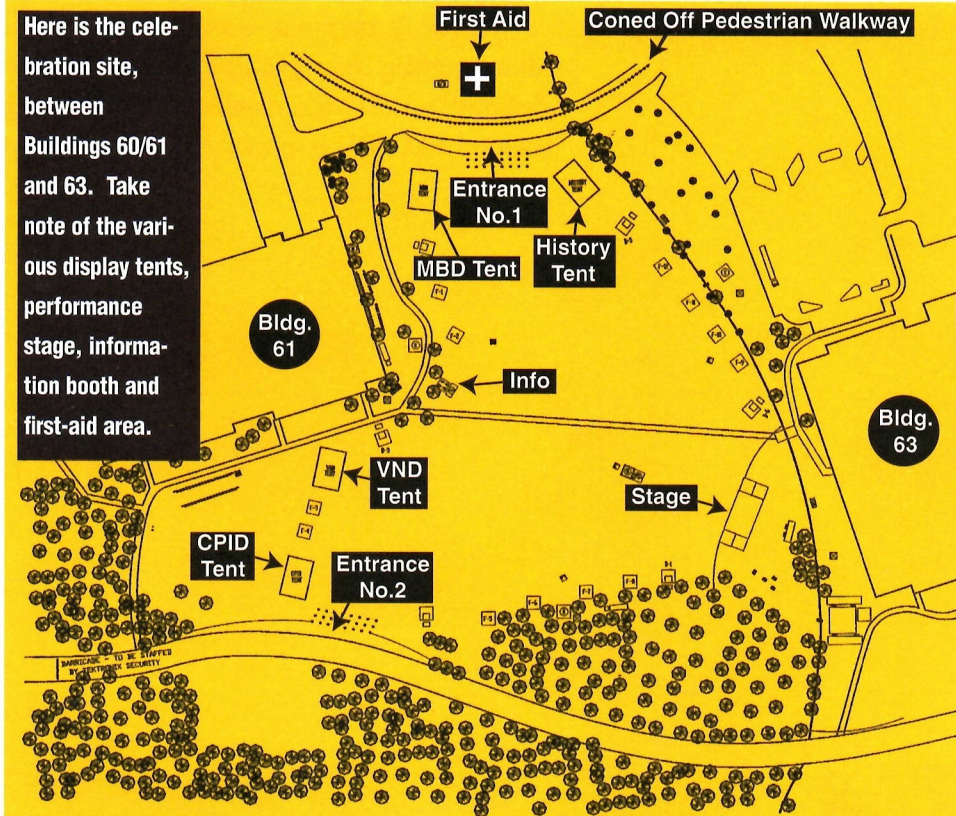 Here is the cele-
bration site,
between
Buildings 60/61
and 63. Take
note of the vari-
ous display tents,
performance
stage, informa-
tion booth and
first-aid area.
First Aid
Coned Off Pedestrian Walkway
Entrance
No.1
MBD Tent
History
Tent
Bldg.
61
Info
Bldg.
63
VND
Tent
Stage
CPID
Tent
Entrance
No.2
BARRICADE - TO BE STAFFED
BY TEKTRONIX SECURITY